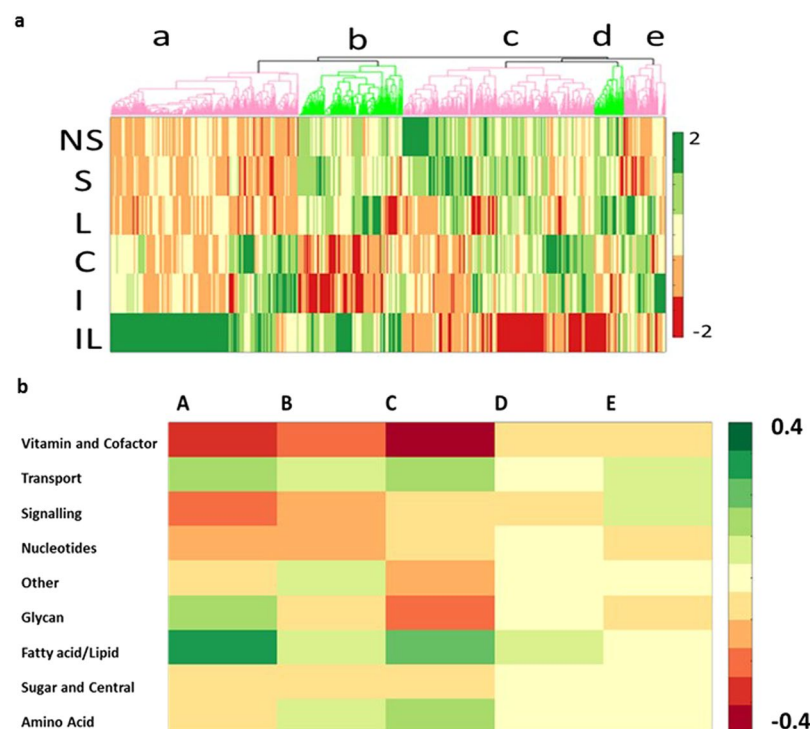 a
a b c d e
NS
S
L
C
I
IL
2
-2
b
A B C D E
Vitamin and Cofactor
Transport
Signalling
Nucleotides
Other
Glycan
Fatty acid/Lipid
Sugar and Central
Amino Acid
0.4
-0.4